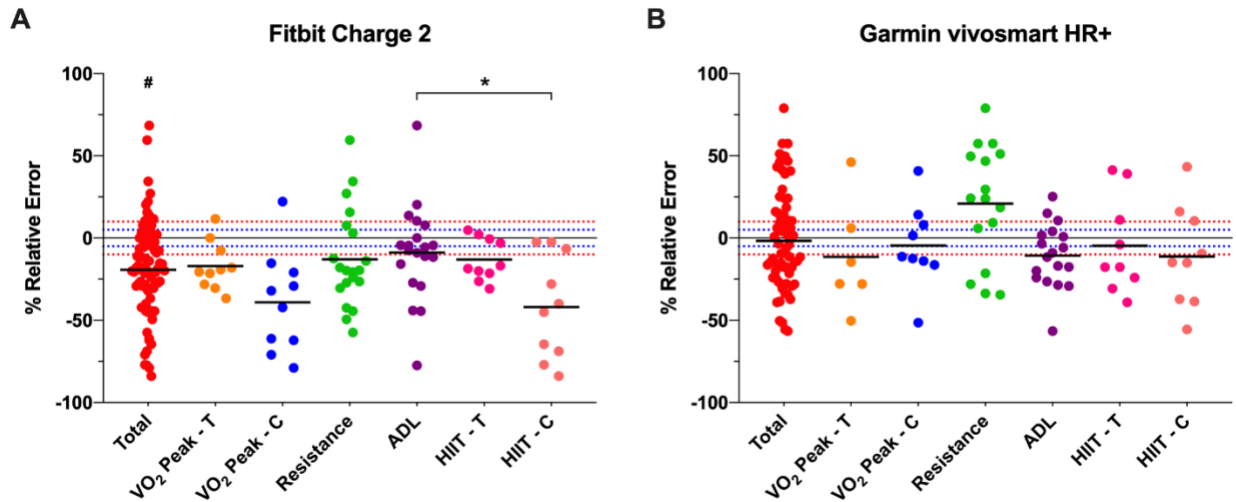 A
Fitbit Charge 2
% Relative Error
100
50
0
-50
-100
#
*
Total
VO₂ Peak - T
VO₂ Peak - C
Resistance
ADL
HIIT - T
HIIT - C
B
Garmin vivosmart HR+
% Relative Error
100
50
0
-50
-100
Total
VO₂ Peak - T
VO₂ Peak - C
Resistance
ADL
HIIT - T
HIIT - C